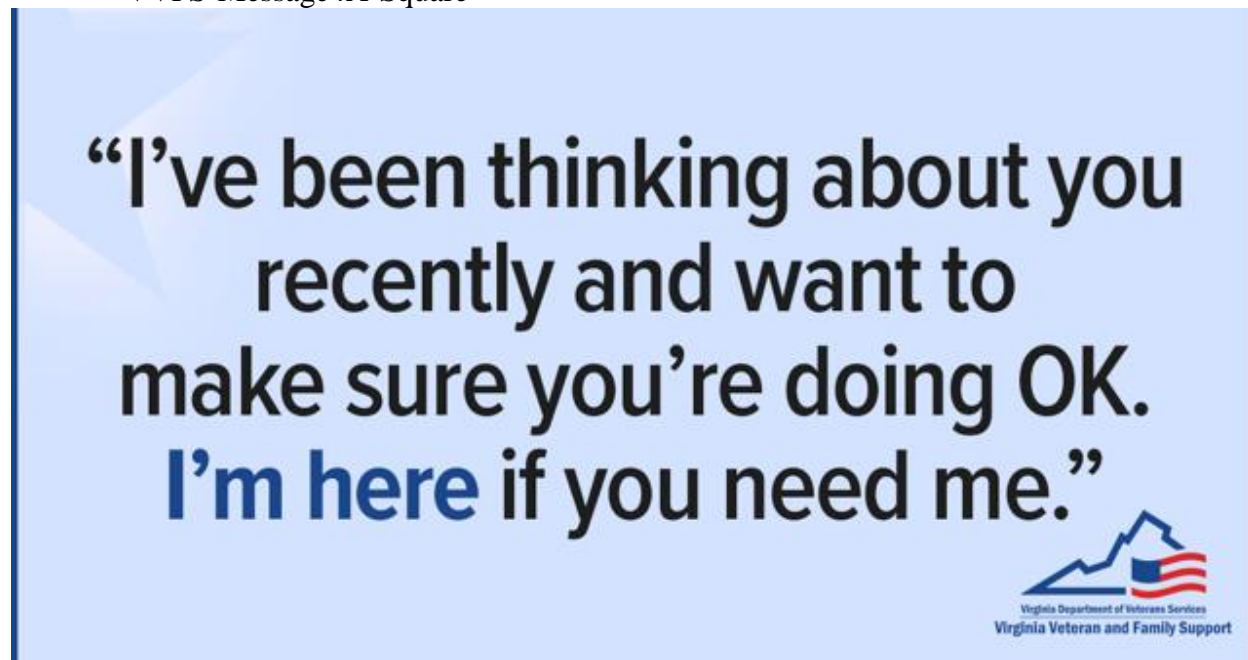 “I’ve been thinking about you
recently and want to
make sure you’re doing OK.
I’m here if you need me.”
Virginia Department of Veterans Services
Virginia Veteran and Family Support